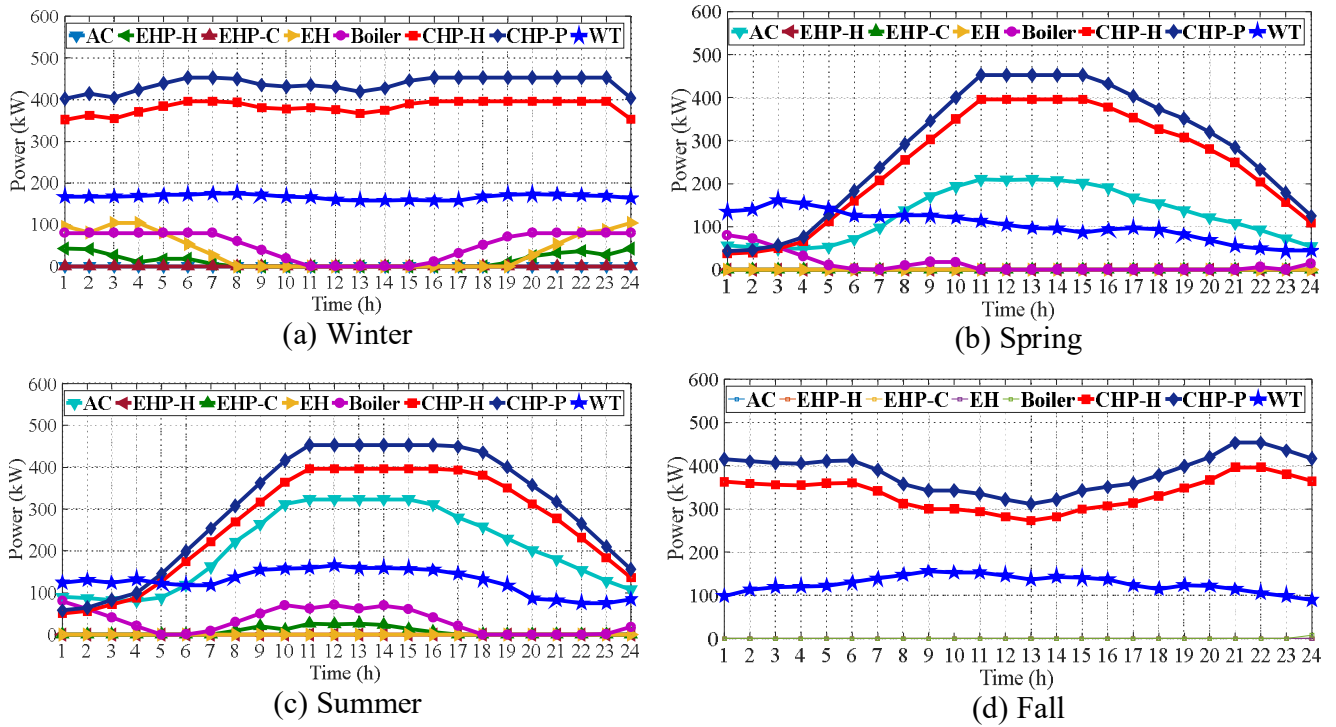 600
500
400
300
200
100
0
Power (kW)
AC EHP-H EHP-C EH Boiler CHP-H CHP-P WT
1 2 3 4 5 6 7 8 9 10 11 12 13 14 15 16 17 18 19 20 21 22 23 24
Time (h)
(a) Winter
600
500
400
300
200
100
0
Power (kW)
AC EHP-H EHP-C EH Boiler CHP-H CHP-P WT
1 2 3 4 5 6 7 8 9 10 11 12 13 14 15 16 17 18 19 20 21 22 23 24
Time (h)
(b) Spring
600
500
400
300
200
100
0
Power (kW)
AC EHP-H EHP-C EH Boiler CHP-H CHP-P WT
1 2 3 4 5 6 7 8 9 10 11 12 13 14 15 16 17 18 19 20 21 22 23 24
Time (h)
(c) Summer
600
500
400
300
200
100
0
Power (kW)
AC EHP-H EHP-C EH Boiler CHP-H CHP-P WT
1 2 3 4 5 6 7 8 9 10 11 12 13 14 15 16 17 18 19 20 21 22 23 24
Time (h)
(d) Fall